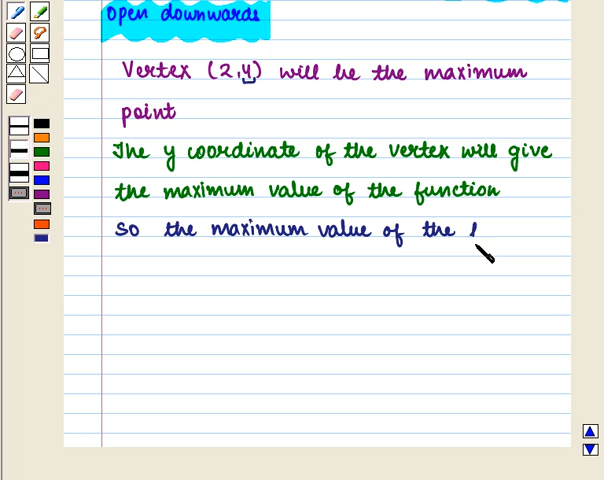 Open downwards
Vertex (2,4) will be the maximum
point
The y coordinate of the vertex will give
the maximum value of the function
So the maximum value of the